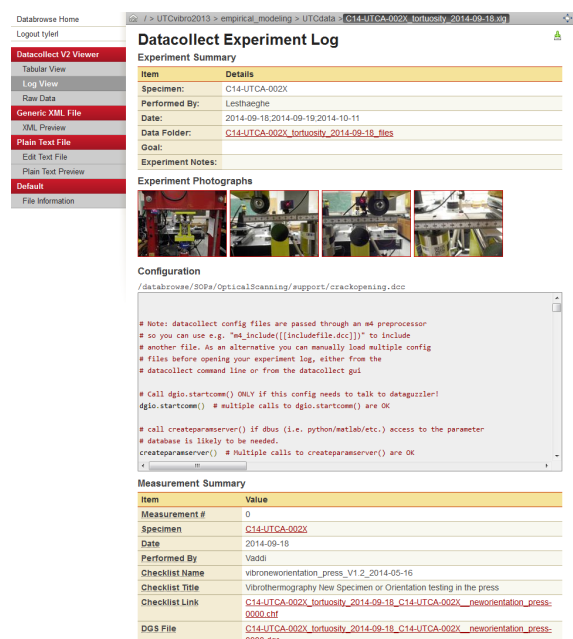 Databrowse Home
Logout tylerl
Datacollect V2 Viewer
Tabular View
Log View
Raw Data
Generic XML File
XML Preview
Plain Text File
Edit Text File
Plain Text Preview
Default
File Information
/ > UTCvibro2013 > empirical_modeling > UTCdata > C14-UTCA-002X_tortuosity_2014-09-18.xlg
Datacollect Experiment Log
Experiment Summary
Item Details
Specimen: C14-UTCA-002X
Performed By: Lesthaeghe
Date: 2014-09-18;2014-09-19;2014-10-11
Data Folder: C14-UTCA-002X_tortuosity_2014-09-18_files
Goal:
Experiment Notes:
Experiment Photographs
Configuration
/databrowse/SOPs/OpticalScanning/support/crackopening.dcc
# Note: datacollect config files are passed through an m4 preprocessor
# so you can use e.g. "m4_include([[includefile.dcc]])" to include
# another file. As an alternative you can manually load multiple config
# files before opening your experiment log, either from the
# datacollect command line or from the datacollect gui
# Call dgio.startcomm() ONLY if this config needs to talk to dataguzzler!
dgio.startcomm() # multiple calls to dgio.startcomm() are OK
# call createparamserver() if dbus (i.e. python/matlab/etc.) access to the parameter
# database is likely to be needed.
createparamserver() # Multiple calls to createparamserver() are OK
Measurement Summary
Item Value
Measurement # 0
Specimen C14-UTCA-002X
Date 2014-09-18
Performed By Vaddi
Checklist Name vibroneworientation_press_V1.2_2014-05-16
Checklist Title Vibrothermography New Specimen or Orientation testing in the press
Checklist Link C14-UTCA-002X_tortuosity_2014-09-18_C14-UTCA-002X__neworientation_press-
0000.chf
DGS File C14-UTCA-002X_tortuosity_2014-09-18_C14-UTCA-002X__neworientation_press-